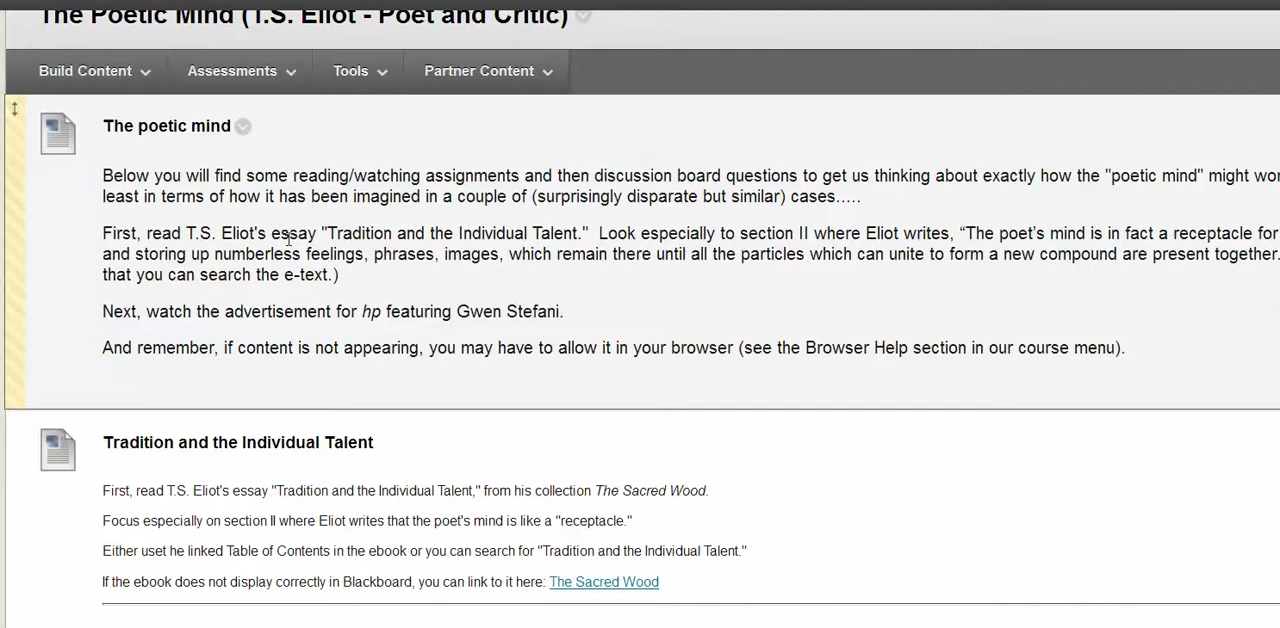 The Poetic Mind (T.S. Eliot - Poet and Critic)
Build Content Assessments Tools Partner Content
The poetic mind
Below you will find some reading/watching assignments and then discussion board questions to get us thinking about exactly how the "poetic mind" might
least in terms of how it has been imagined in a couple of (surprisingly disparate but similar) cases.....
First, read T.S. Eliot's essay "Tradition and the Individual Talent." Look especially to section II where Eliot writes, “The poet’s mind is in fact a receptacle for
and storing up numberless feelings, phrases, images, which remain there until all the particles which can unite to form a new compound are present together.
that you can search the e-text.)
Next, watch the advertisement for hp featuring Gwen Stefani.
And remember, if content is not appearing, you may have to allow it in your browser (see the Browser Help section in our course menu).
Tradition and the Individual Talent
First, read T.S. Eliot's essay "Tradition and the Individual Talent," from his collection The Sacred Wood.
Focus especially on section II where Eliot writes that the poet's mind is like a "receptacle."
Either uset he linked Table of Contents in the ebook or you can search for "Tradition and the Individual Talent."
If the ebook does not display correctly in Blackboard, you can link to it here: The Sacred Wood